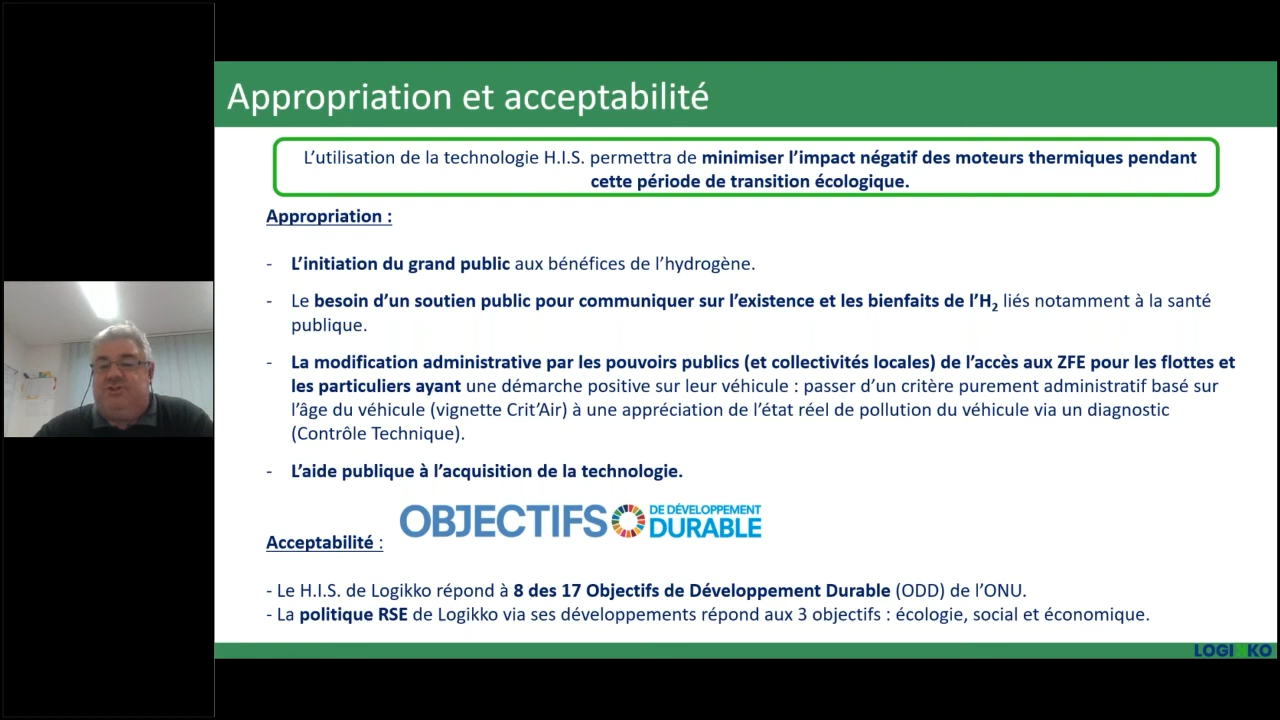 Appropriation et acceptabilité
L’utilisation de la technologie H.I.S. permettra de minimiser l’impact négatif des moteurs thermiques pendant
cette période de transition écologique.
Appropriation :
- L’initiation du grand public aux bénéfices de l’hydrogène.
- Le besoin d’un soutien public pour communiquer sur l’existence et les bienfaits de l’H₂ liés notamment à la santé
publique.
- La modification administrative par les pouvoirs publics (et collectivités locales) de l’accès aux ZFE pour les flottes et
les particuliers ayant une démarche positive sur leur véhicule : passer d’un critère purement administratif basé sur
l’âge du véhicule (vignette Crit’Air) à une appréciation de l’état réel de pollution du véhicule via un diagnostic
(Contrôle Technique).
- L’aide publique à l’acquisition de la technologie.
OBJECTIFS DE DÉVELOPPEMENT
DURABLE
Acceptabilité :
- Le H.I.S. de Logikko répond à 8 des 17 Objectifs de Développement Durable (ODD) de l’ONU.
- La politique RSE de Logikko via ses développements répond aux 3 objectifs : écologie, social et économique.
LOGIKKO